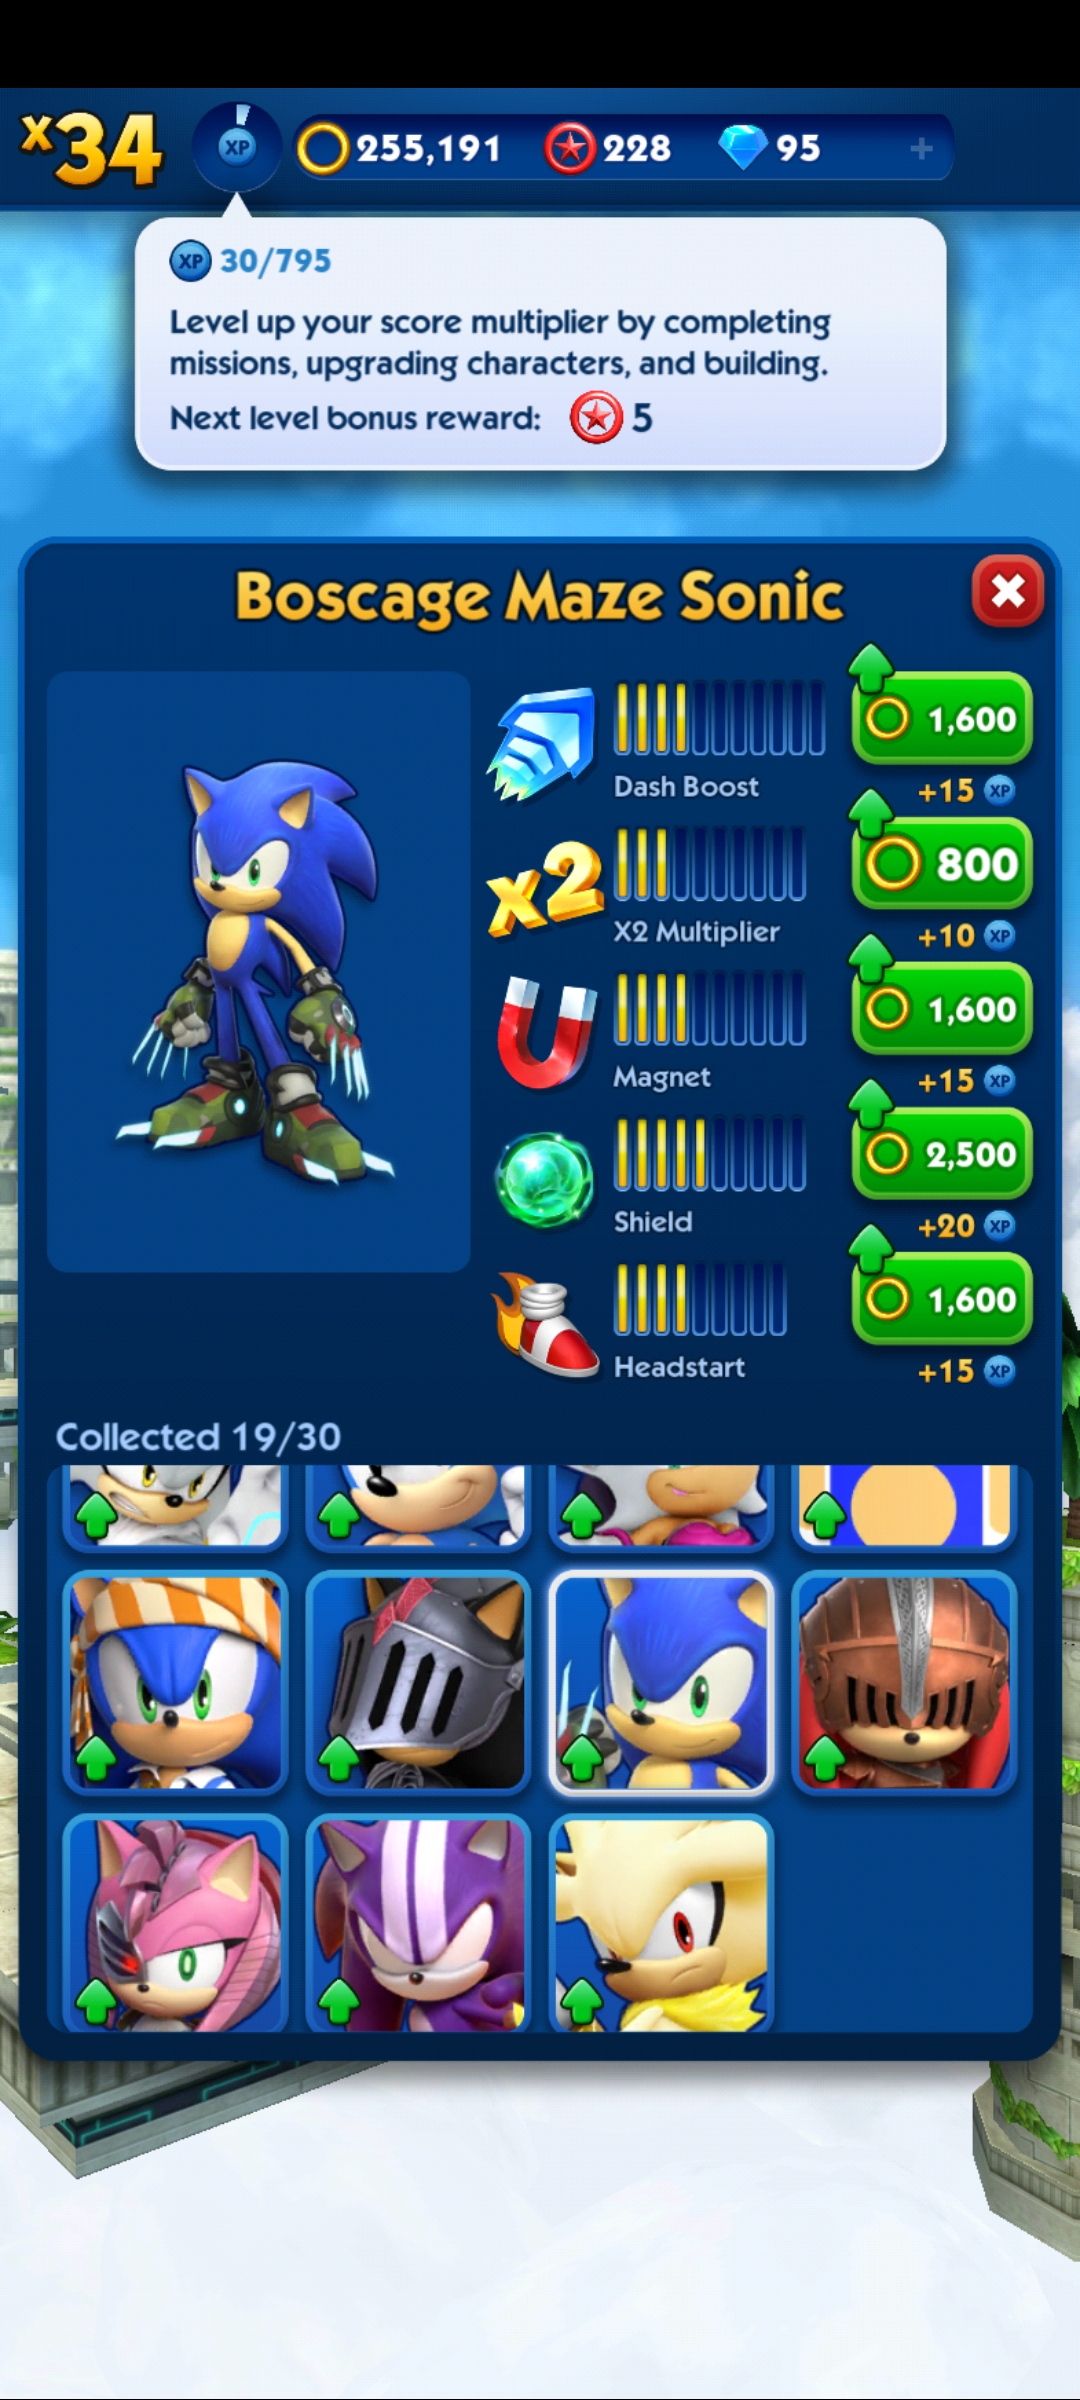 x34
XP
255,191
228
95
+
XP 30/795
Level up your score multiplier by completing
missions, upgrading characters, and building.
Next level bonus reward: 5
Boscage Maze Sonic
Dash Boost
1,600
+15 XP
x2
X2 Multiplier
800
+10 XP
Magnet
1,600
+15 XP
Shield
2,500
+20 XP
Headstart
1,600
+15 XP
Collected 19/30